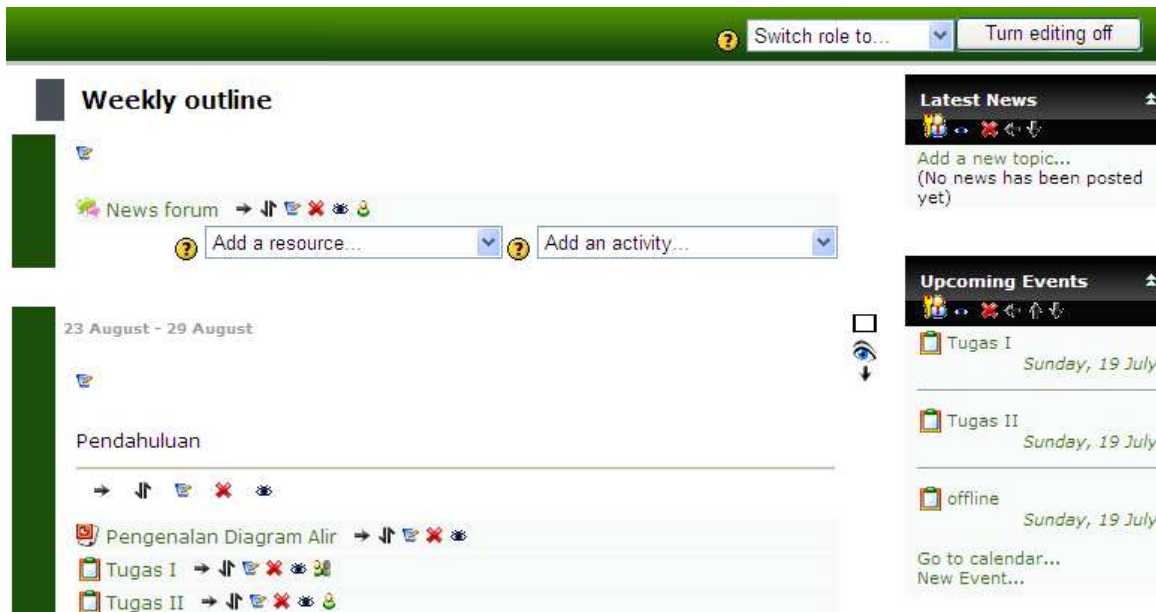 Switch role to...
Turn editing off
Weekly outline
News forum
Add a resource...
Add an activity...
23 August - 29 August
Pendahuluan
Pengenalan Diagram Alir
Tugas I
Tugas II
Latest News
Add a new topic...
(No news has been posted
yet)
Upcoming Events
Tugas I
Sunday, 19 July
Tugas II
Sunday, 19 July
offline
Sunday, 19 July
Go to calendar...
New Event...